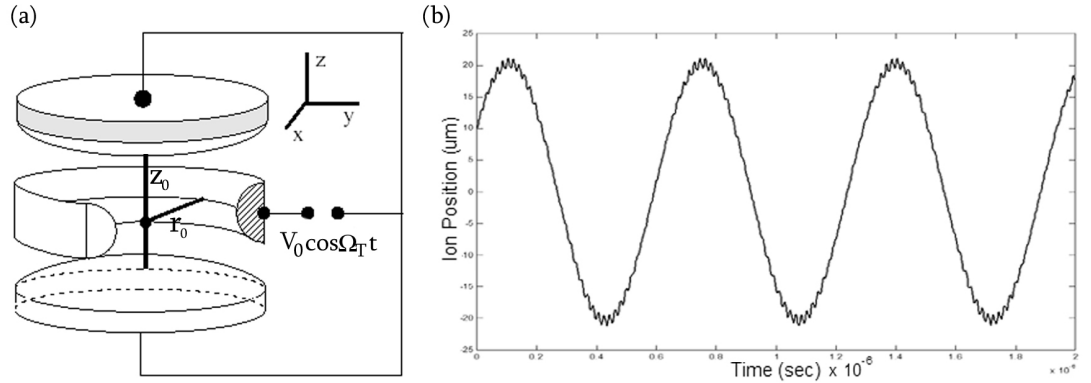 (a)
z
y
x
z₀
r₀
V₀cosΩ_T t
(b)
Ion Position (um)
25
20
15
10
5
0
-5
-10
-15
-20
-25
0 0.2 0.4 0.6 0.8 1 1.2 1.4 1.6 1.8 2
Time (sec) x 10⁻⁶